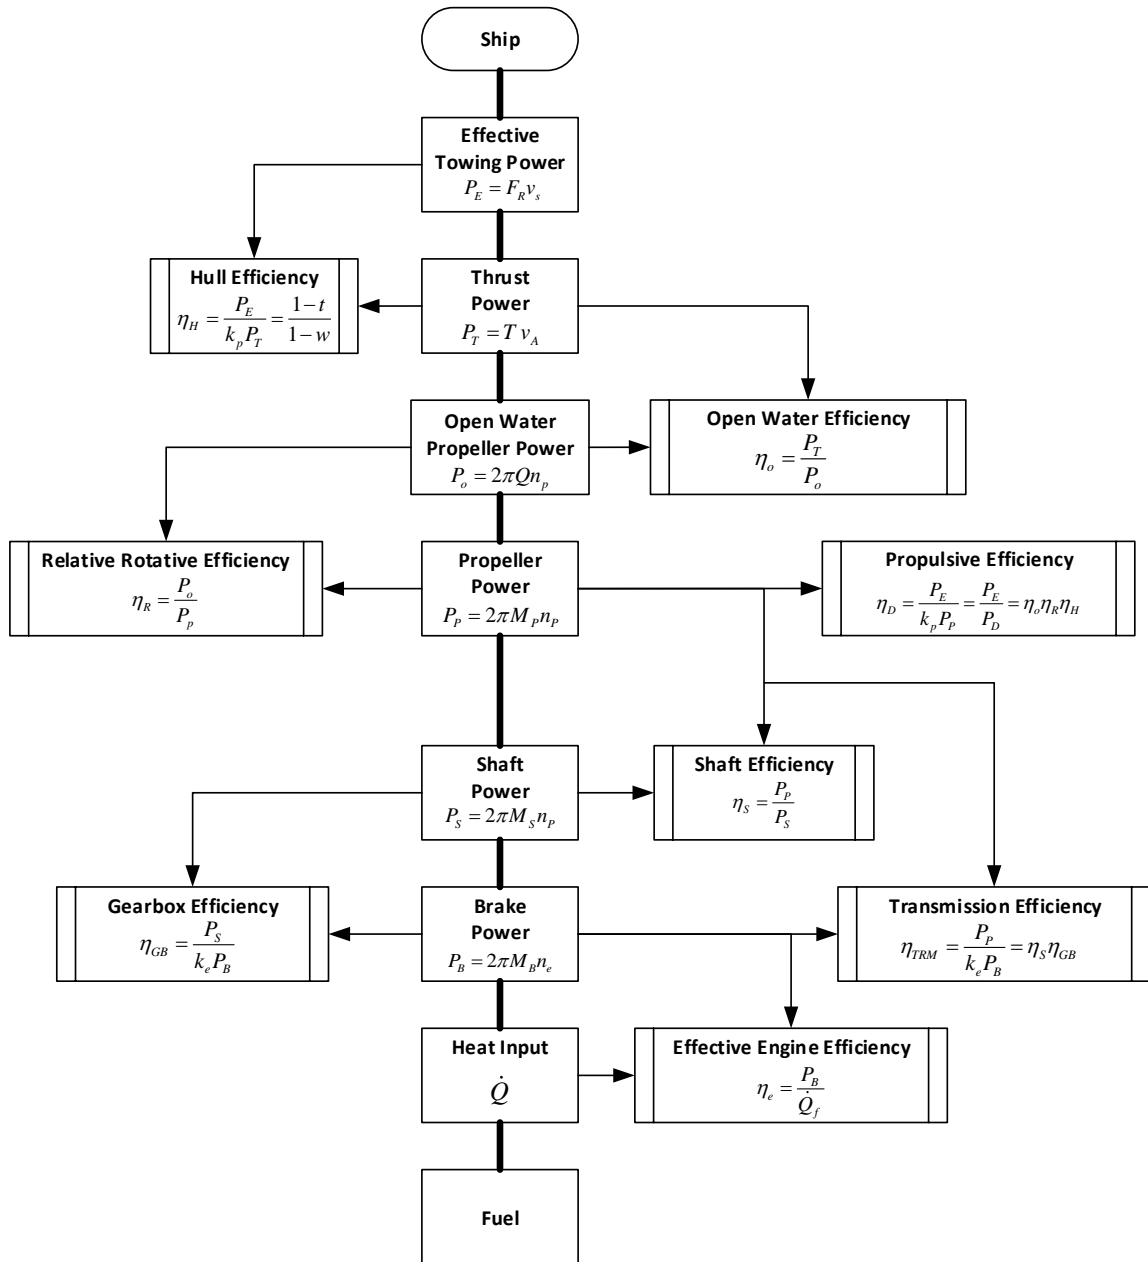 Ship
Effective
Towing Power
P_E = F_R v_s
Hull Efficiency
η_H = P_E / k_p P_T = 1−t / 1−w
Thrust
Power
P_T = T v_A
Open Water
Propeller Power
P_o = 2πQn_p
Open Water Efficiency
η_o = P_T / P_o
Relative Rotative Efficiency
η_R = P_o / P_p
Propeller
Power
P_P = 2πM_P n_P
Propulsive Efficiency
η_D = P_E / k_p P_P = P_E / P_D = η_o η_R η_H
Shaft
Power
P_S = 2πM_S n_P
Shaft Efficiency
η_S = P_P / P_S
Gearbox Efficiency
η_GB = P_S / k_e P_B
Brake
Power
P_B = 2πM_B n_e
Transmission Efficiency
η_TRM = P_P / k_e P_B = η_S η_GB
Heat Input
Q̇
Effective Engine Efficiency
η_e = P_B / Q̇_f
Fuel